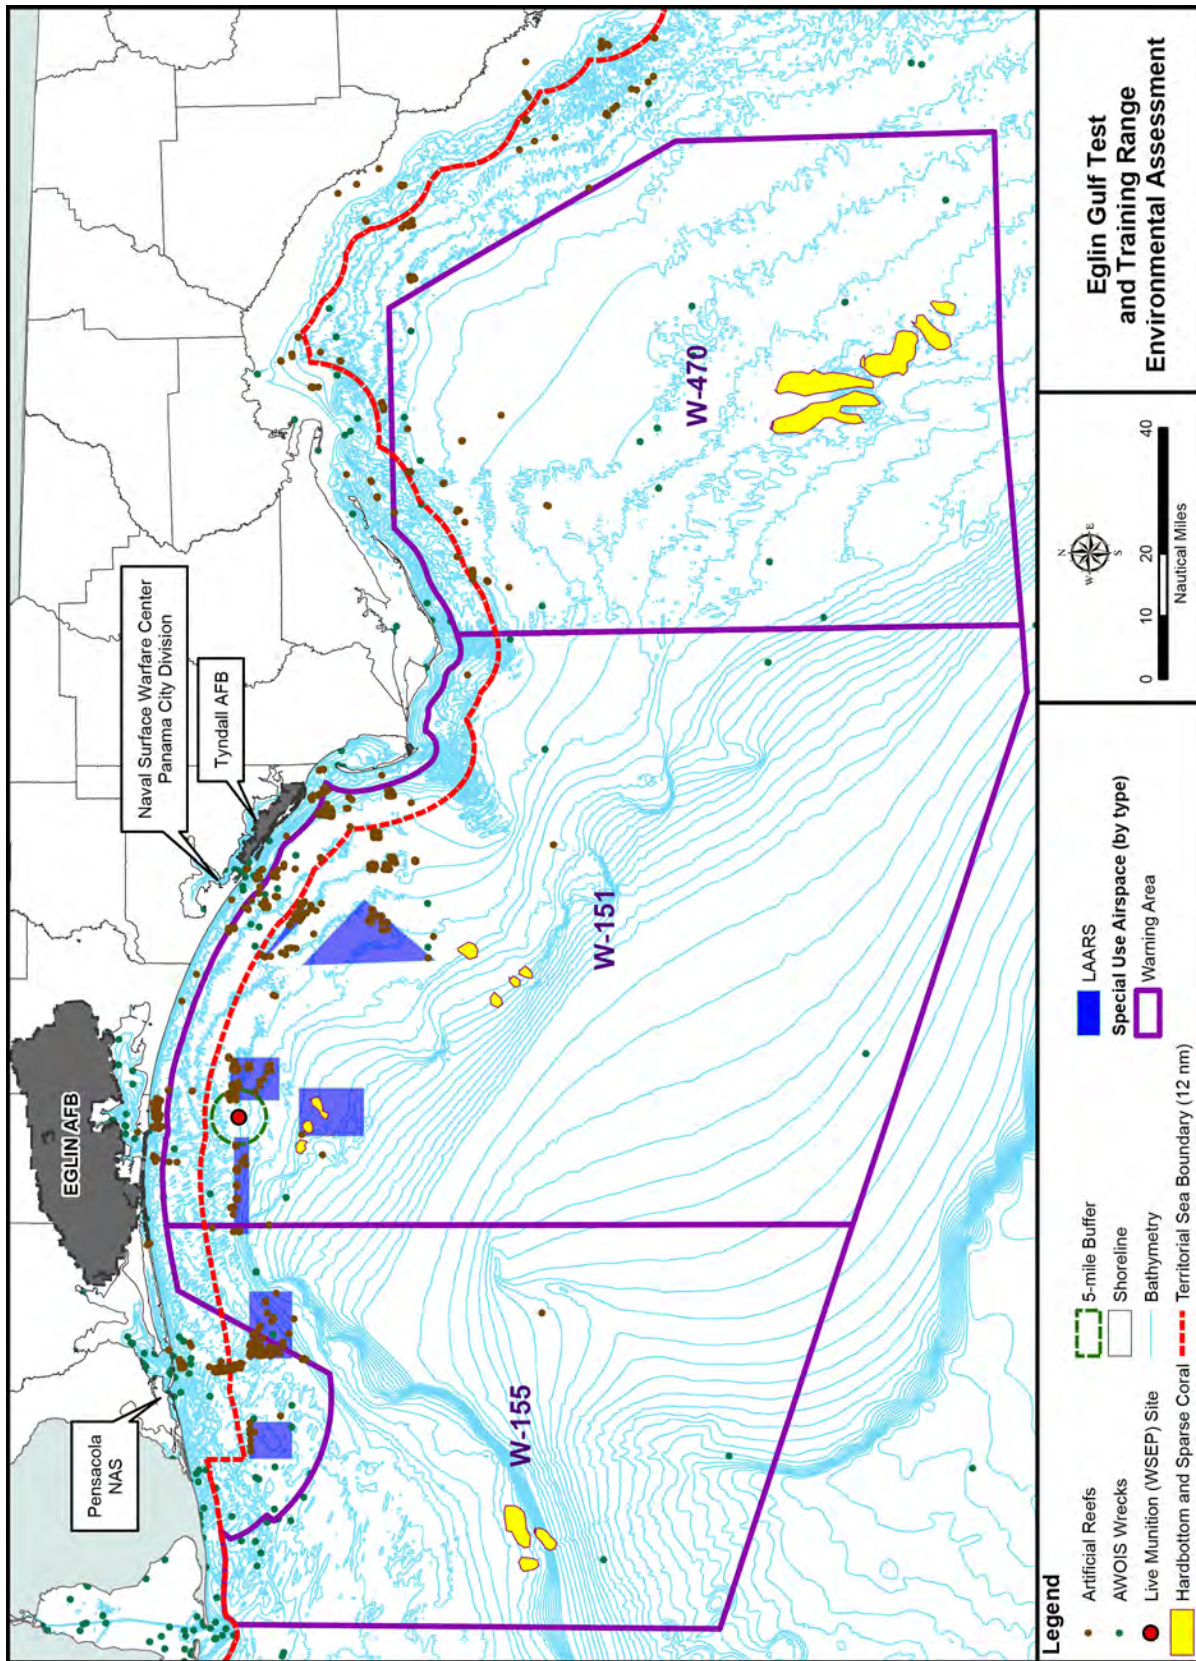 Pensacola
NAS
EGLIN AFB
Naval Surface Warfare Center
Panama City Division
Tyndall AFB
W-155
W-151
W-470
Legend
Artificial Reefs
AWOIS Wrecks
Live Munition (WSEP) Site
Hardbottom and Sparse Coral
5-mile Buffer
Shoreline
Bathymetry
Territorial Sea Boundary (12 nm)
LAARS
Special Use Airspace (by type)
Warning Area
N
W
E
S
0 10 20 40
Nautical Miles
Eglin Gulf Test
and Training Range
Environmental Assessment